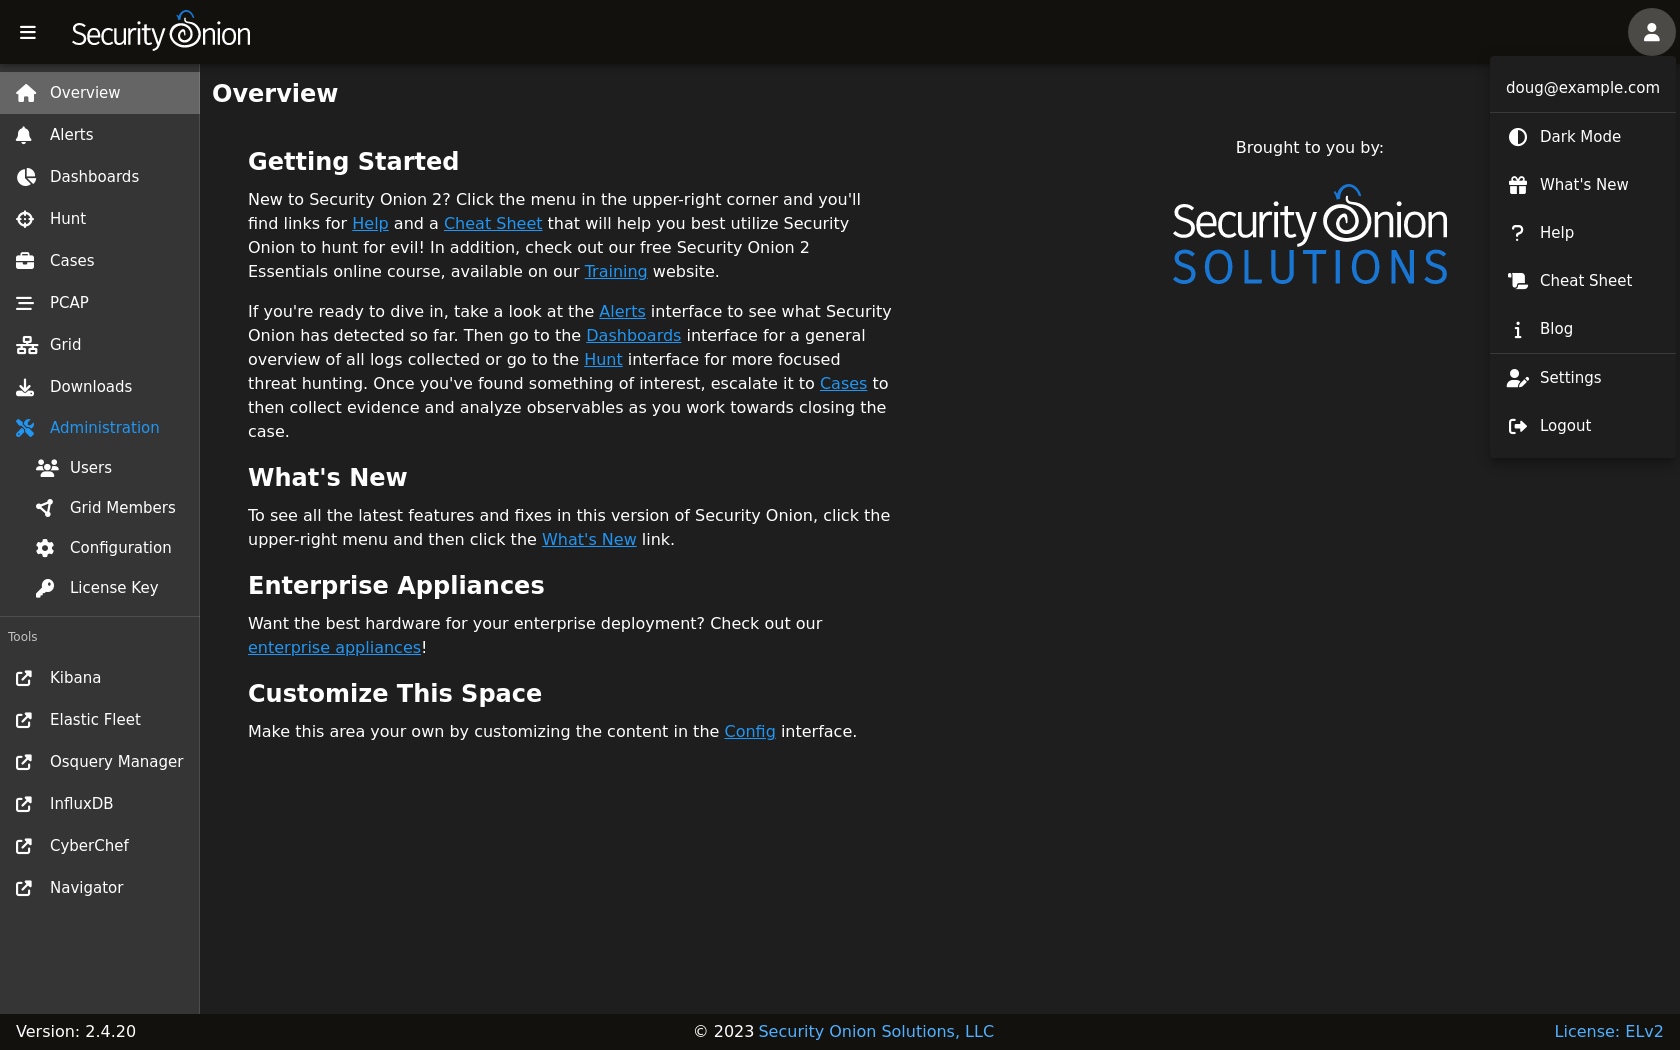 Security Onion
Overview
Alerts
Dashboards
Hunt
Cases
PCAP
Grid
Downloads
Administration
Users
Grid Members
Configuration
License Key
Tools
Kibana
Elastic Fleet
Osquery Manager
InfluxDB
CyberChef
Navigator
Overview
Getting Started
New to Security Onion 2? Click the menu in the upper-right corner and you'll
find links for Help and a Cheat Sheet that will help you best utilize Security
Onion to hunt for evil! In addition, check out our free Security Onion 2
Essentials online course, available on our Training website.
If you're ready to dive in, take a look at the Alerts interface to see what Security
Onion has detected so far. Then go to the Dashboards interface for a general
overview of all logs collected or go to the Hunt interface for more focused
threat hunting. Once you've found something of interest, escalate it to Cases to
then collect evidence and analyze observables as you work towards closing the
case.
What's New
To see all the latest features and fixes in this version of Security Onion, click the
upper-right menu and then click the What's New link.
Enterprise Appliances
Want the best hardware for your enterprise deployment? Check out our
enterprise appliances!
Customize This Space
Make this area your own by customizing the content in the Config interface.
Brought to you by:
Security Onion
SOLUTIONS
doug@example.com
Dark Mode
What's New
Help
Cheat Sheet
Blog
Settings
Logout
Version: 2.4.20
© 2023 Security Onion Solutions, LLC
License: ELv2